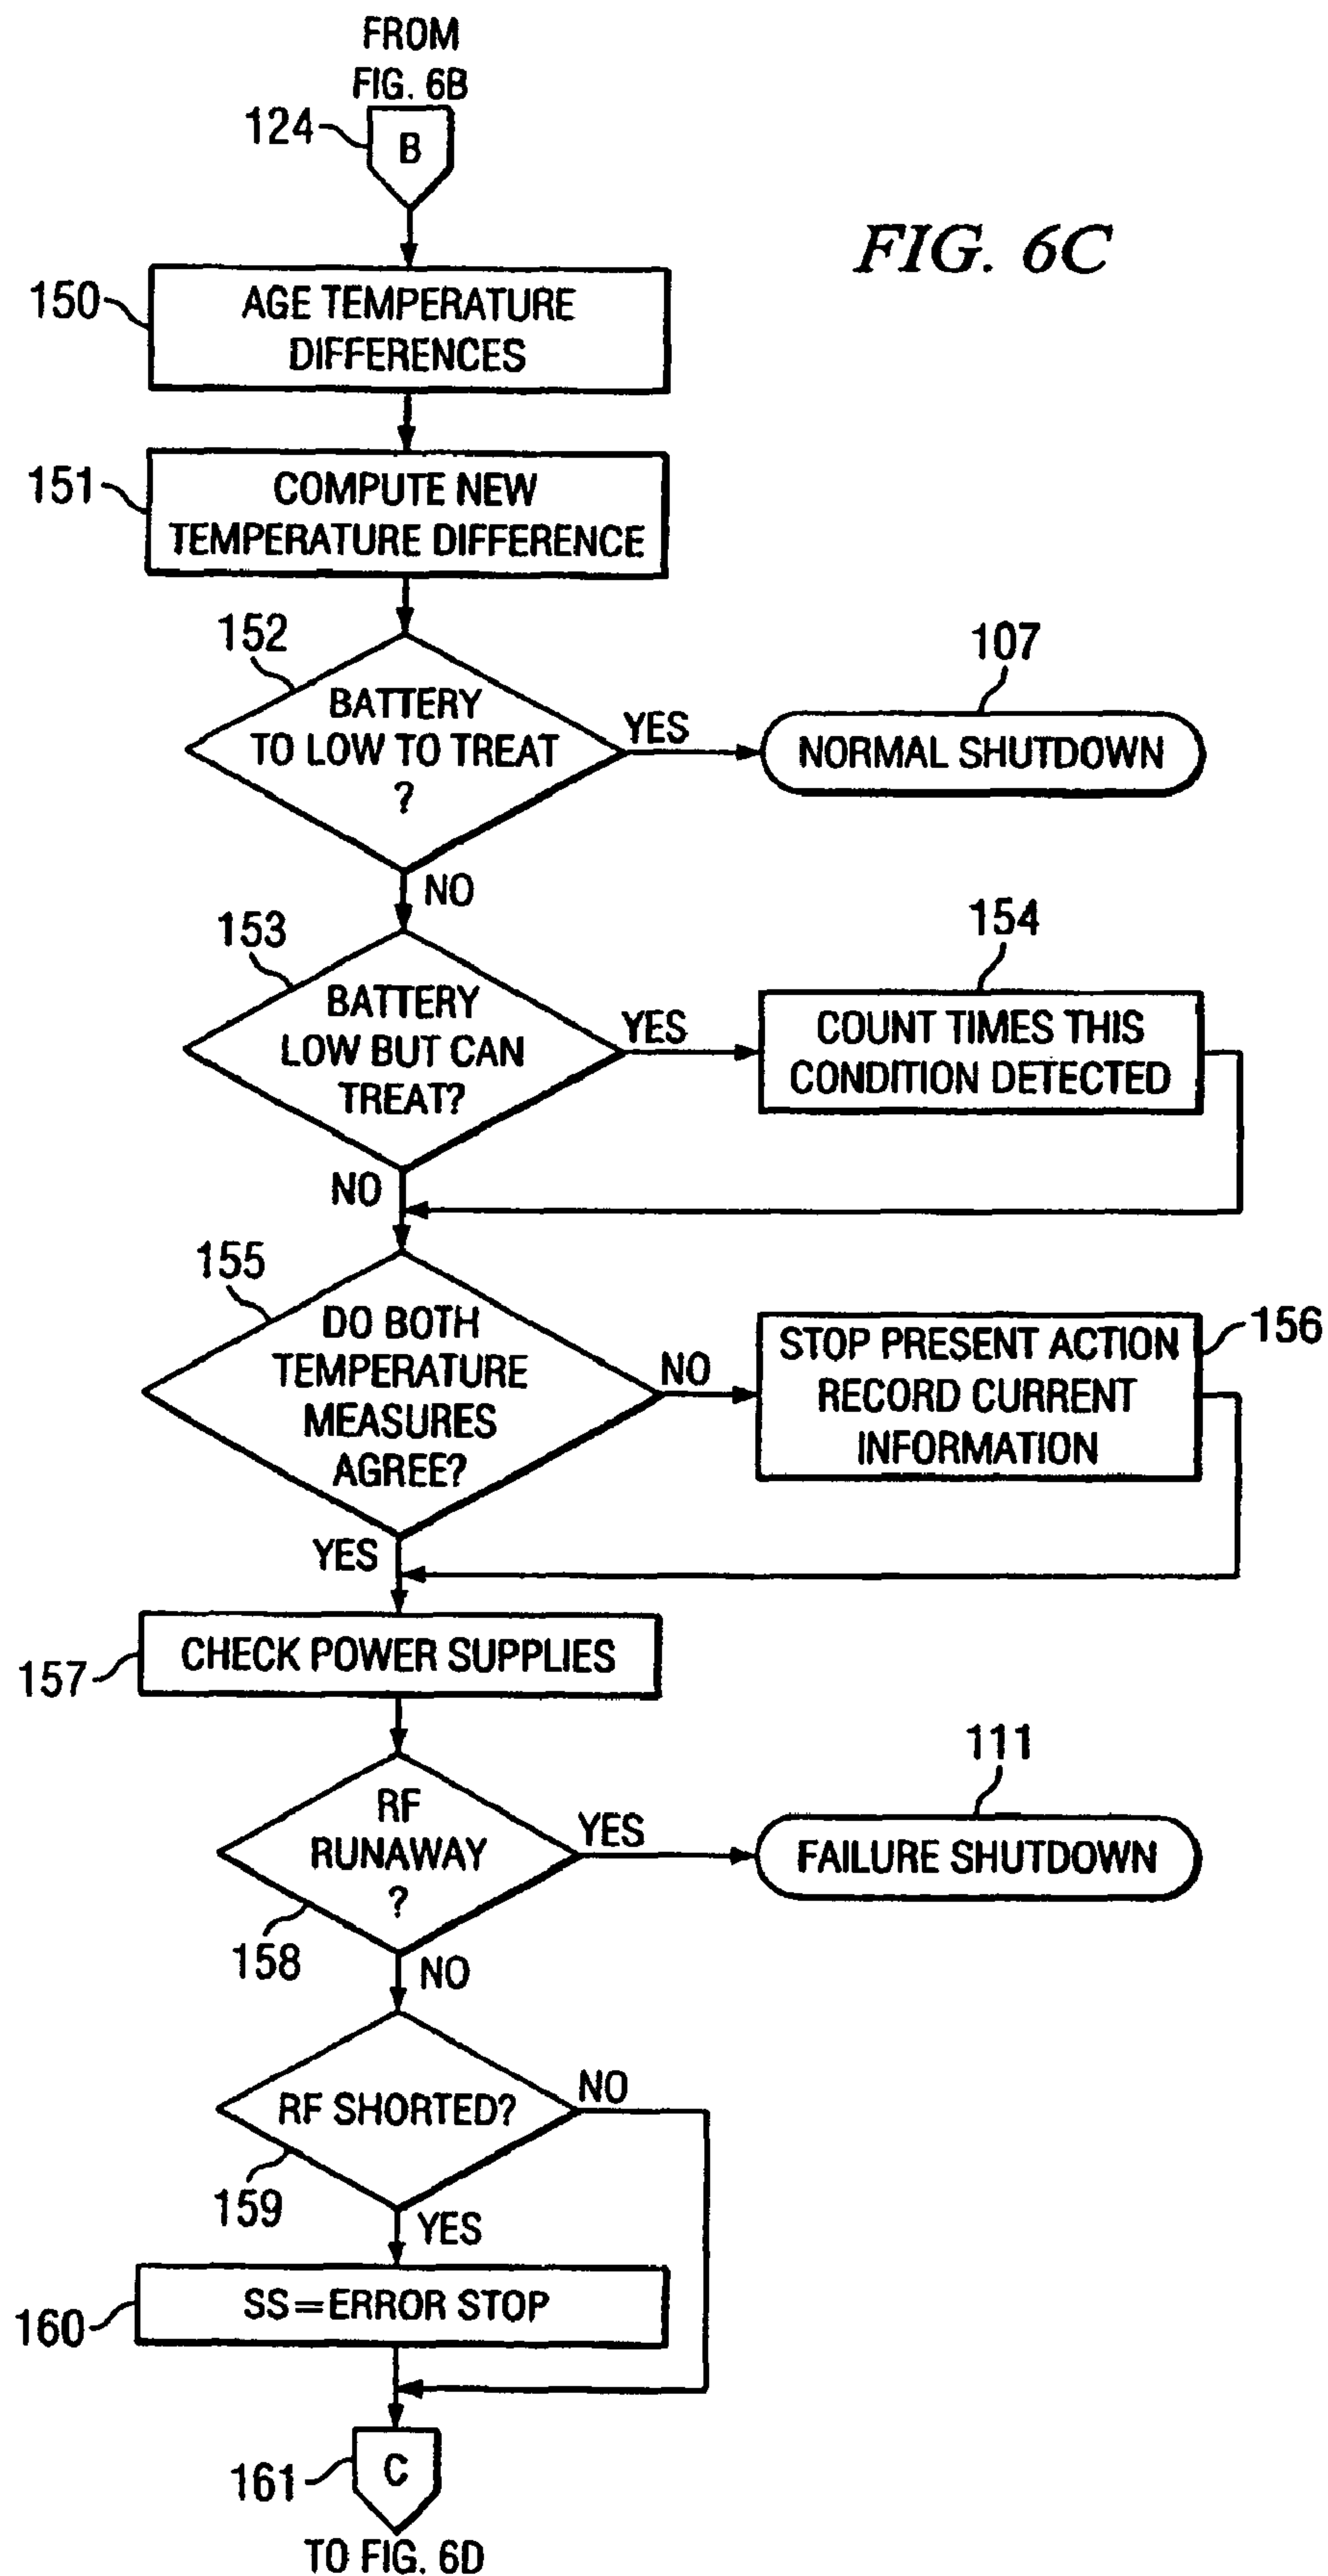 FROM
FIG. 6B
124
B
FIG. 6C
150
AGE TEMPERATURE
DIFFERENCES
151
COMPUTE NEW
TEMPERATURE DIFFERENCE
152
BATTERY
TO LOW TO TREAT
?
YES
107
NORMAL SHUTDOWN
NO
153
BATTERY
LOW BUT CAN
TREAT?
YES
154
COUNT TIMES THIS
CONDITION DETECTED
NO
155
DO BOTH
TEMPERATURE
MEASURES
AGREE?
NO
STOP PRESENT ACTION
RECORD CURRENT
INFORMATION
156
YES
157
CHECK POWER SUPPLIES
RF
RUNAWAY
?
158
YES
111
FAILURE SHUTDOWN
NO
RF SHORTED?
159
NO
YES
160
SS=ERROR STOP
161
C
TO FIG. 6D